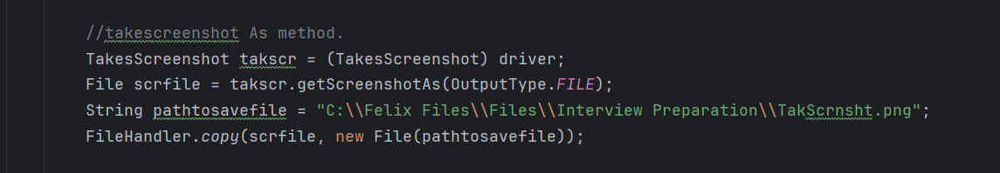 //takescreenshot As method.
TakesScreenshot takscr = (TakesScreenshot) driver;
File scrfile = takscr.getScreenshotAs(OutputType.FILE);
String pathtosavefile = "C:\\Felix Files\\Files\\Interview Preparation\\TakScrnsht.png";
FileHandler.copy(scrfile, new File(pathtosavefile));